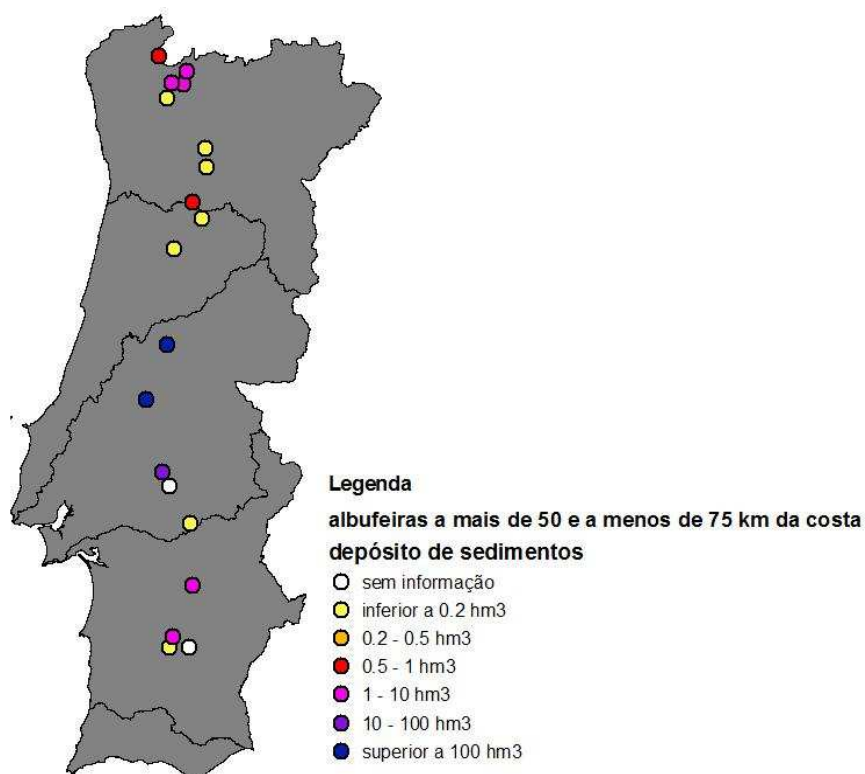 Legenda
albufeiras a mais de 50 e a menos de 75 km da costa
depósito de sedimentos
sem informação
inferior a 0.2 hm3
0.2 - 0.5 hm3
0.5 - 1 hm3
1 - 10 hm3
10 - 100 hm3
superior a 100 hm3